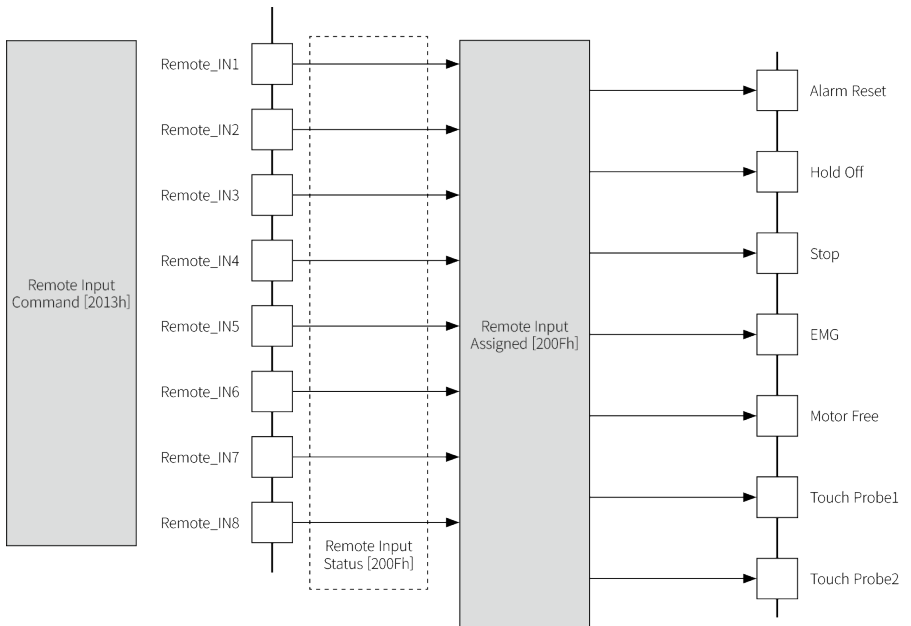 Remote Input
Command [2013h]
Remote_IN1
Remote_IN2
Remote_IN3
Remote_IN4
Remote_IN5
Remote_IN6
Remote_IN7
Remote_IN8
Remote Input
Status [200Fh]
Remote Input
Assigned [200Fh]
Alarm Reset
Hold Off
Stop
EMG
Motor Free
Touch Probe1
Touch Probe2